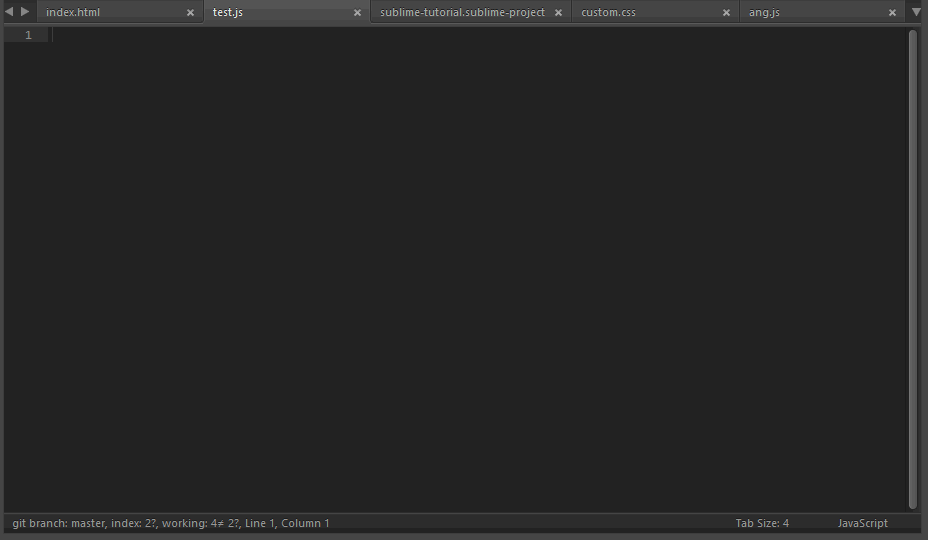 index.html test.js sublime-tutorial.sublime-project custom.css ang.js
1
git branch: master, index: 2?, working: 4≠ 2?, Line 1, Column 1 Tab Size: 4 JavaScript